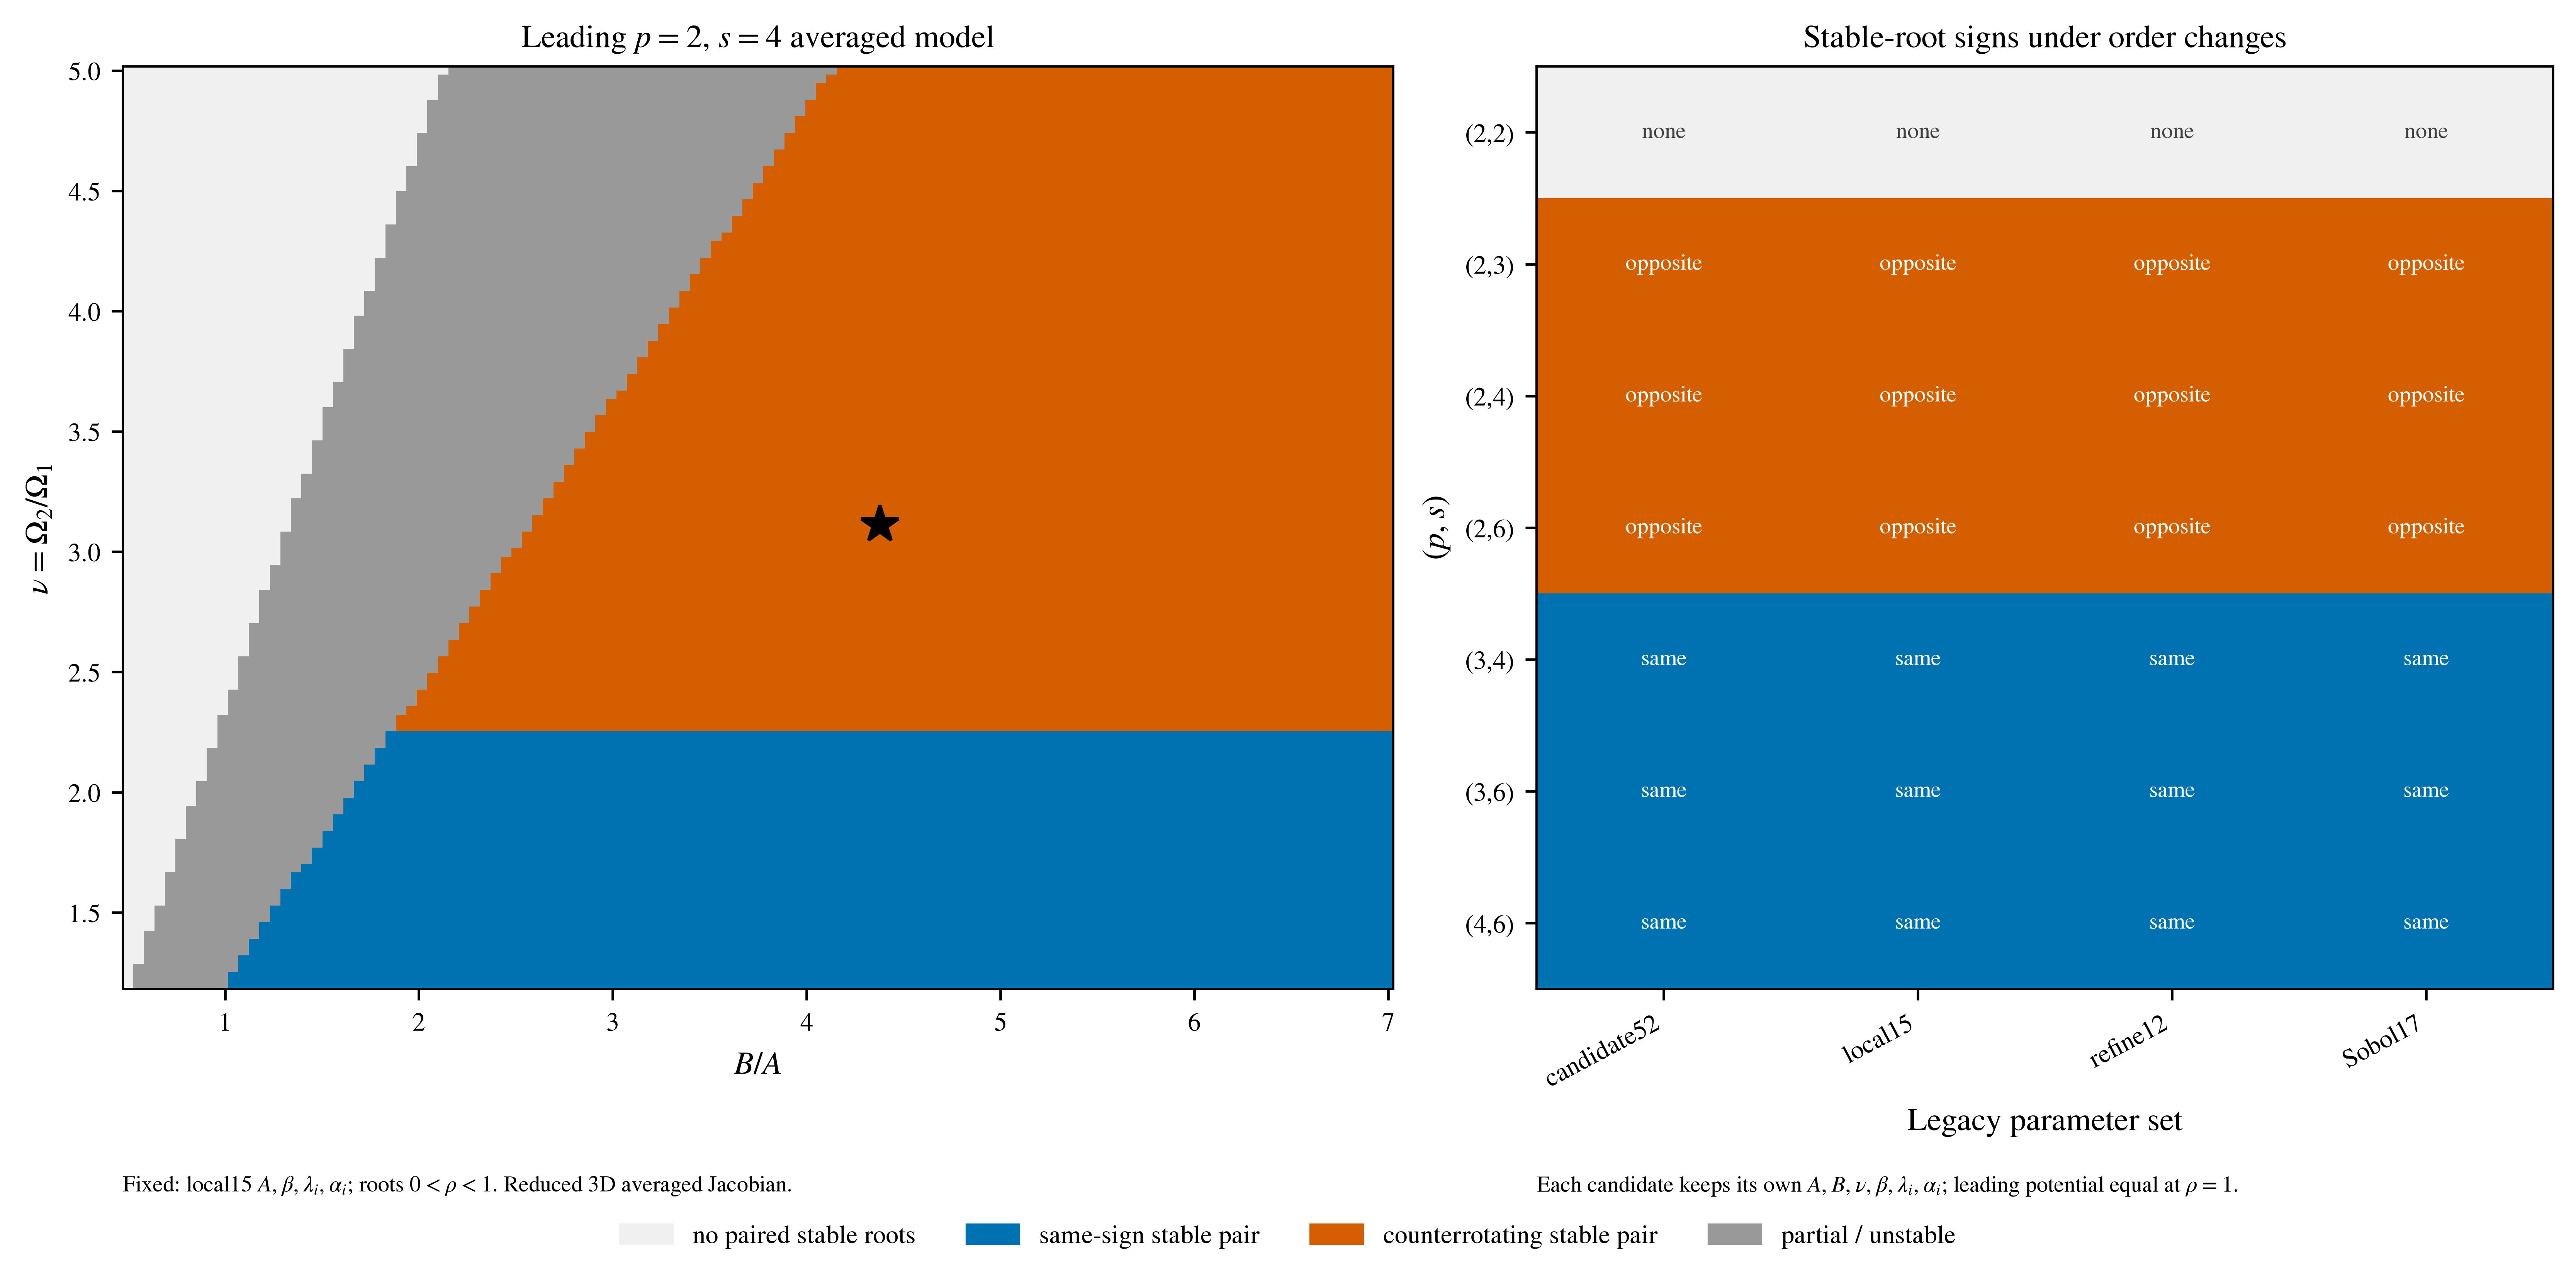 Leading p = 2, s = 4 averaged model
5.0
4.5
4.0
3.5
3.0
2.5
2.0
1.5
ν = Ω₂/Ω₁
1 2 3 4 5 6 7
B/A
Fixed: local15 A, β, λᵢ, αᵢ; roots 0 < ρ < 1. Reduced 3D averaged Jacobian.
Stable-root signs under order changes
(p, s)
(2,2) none none none none
(2,3) opposite opposite opposite opposite
(2,4) opposite opposite opposite opposite
(2,6) opposite opposite opposite opposite
(3,4) same same same same
(3,6) same same same same
(4,6) same same same same
candidate52 local15 refine12 Sobol17
Legacy parameter set
Each candidate keeps its own A, B, ν, β, λᵢ, αᵢ; leading potential equal at ρ = 1.
no paired stable roots same-sign stable pair counterrotating stable pair partial / unstable